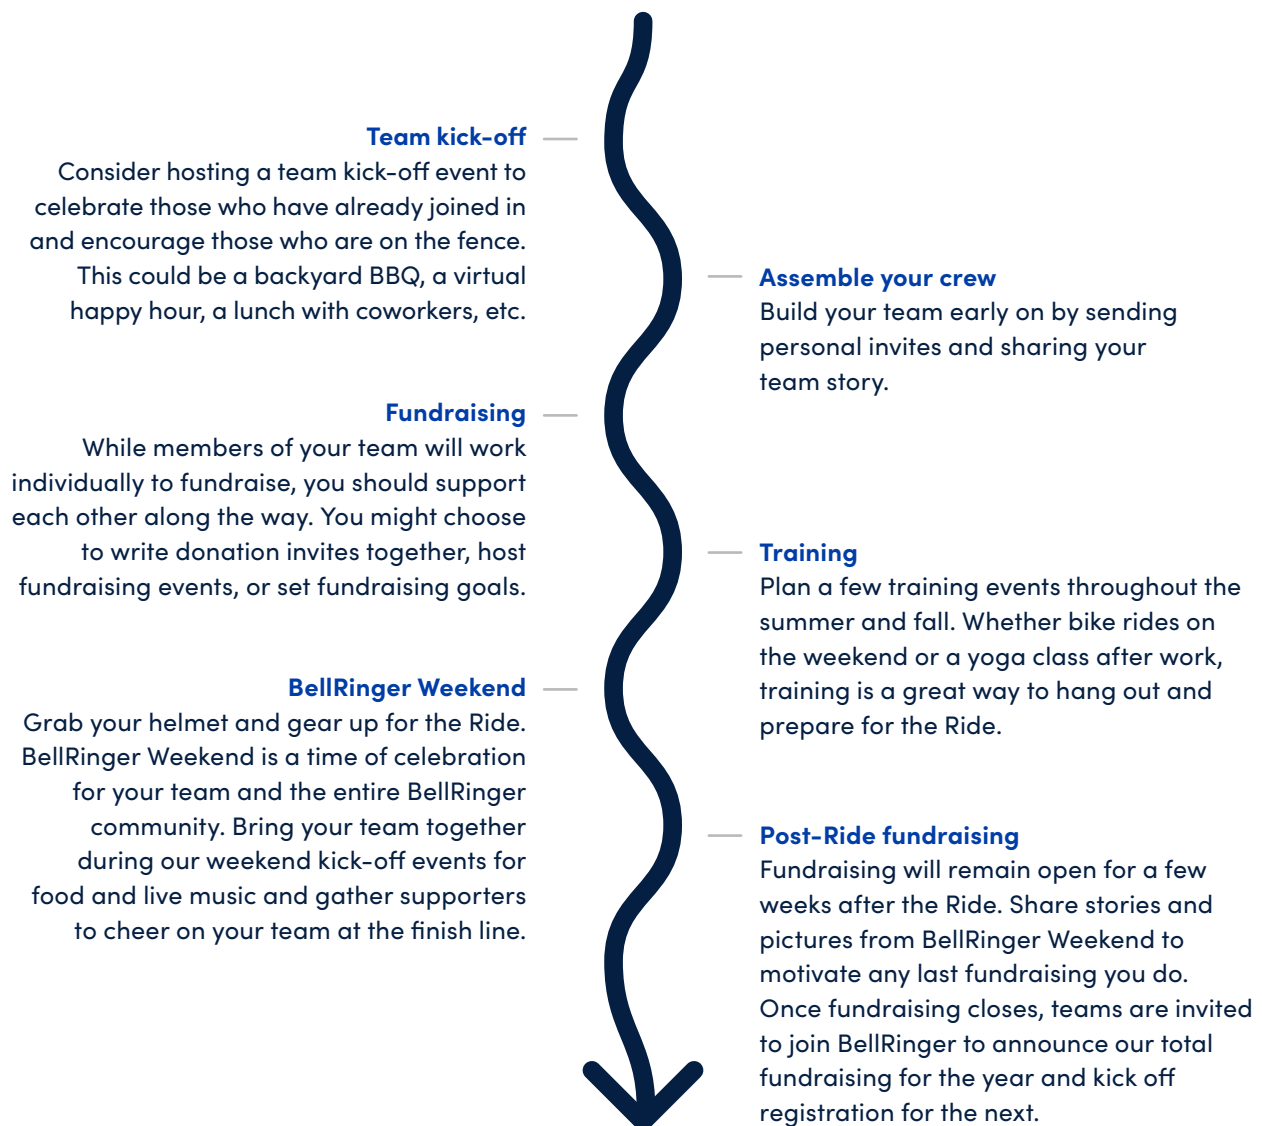 Team kick-off
Consider hosting a team kick-off event to
celebrate those who have already joined in
and encourage those who are on the fence.
This could be a backyard BBQ, a virtual
happy hour, a lunch with coworkers, etc.
Assemble your crew
Build your team early on by sending
personal invites and sharing your
team story.
Fundraising
While members of your team will work
individually to fundraise, you should support
each other along the way. You might choose
to write donation invites together, host
fundraising events, or set fundraising goals.
Training
Plan a few training events throughout the
summer and fall. Whether bike rides on
the weekend or a yoga class after work,
training is a great way to hang out and
prepare for the Ride.
BellRinger Weekend
Grab your helmet and gear up for the Ride.
BellRinger Weekend is a time of celebration
for your team and the entire BellRinger
community. Bring your team together
during our weekend kick-off events for
food and live music and gather supporters
to cheer on your team at the finish line.
Post-Ride fundraising
Fundraising will remain open for a few
weeks after the Ride. Share stories and
pictures from BellRinger Weekend to
motivate any last fundraising you do.
Once fundraising closes, teams are invited
to join BellRinger to announce our total
fundraising for the year and kick off
registration for the next.